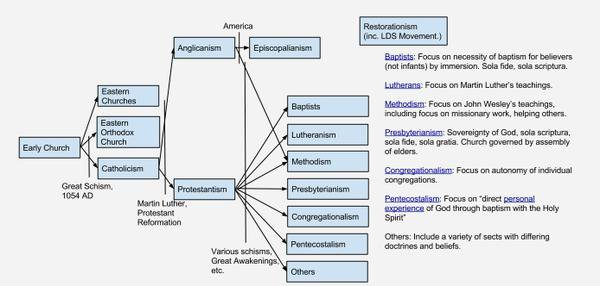 America
Anglicanism
Episcopalianism
Restorationism
(inc. LDS Movement.)
Eastern
Churches
Eastern
Orthodox
Church
Early Church
Catholicism
Great Schism,
1054 AD
Martin Luther,
Protestant
Reformation
Protestantism
Various schisms,
Great Awakenings,
etc.
Baptists
Lutheranism
Methodism
Presbyterianism
Congregationalism
Pentecostalism
Others
Baptists: Focus on necessity of baptism for believers
(not infants) by immersion. Sola fide, sola scriptura.
Lutherans: Focus on Martin Luther's teachings.
Methodism: Focus on John Wesley's teachings,
including focus on missionary work, helping others.
Presbyterianism: Sovereignty of God, sola scriptura,
sola fide, sola gratia. Church governed by assembly
of elders.
Congregationalism: Focus on autonomy of individual
congregations.
Pentecostalism: Focus on "direct personal
experience of God through baptism with the Holy
Spirit"
Others: Include a variety of sects with differing
doctrines and beliefs.